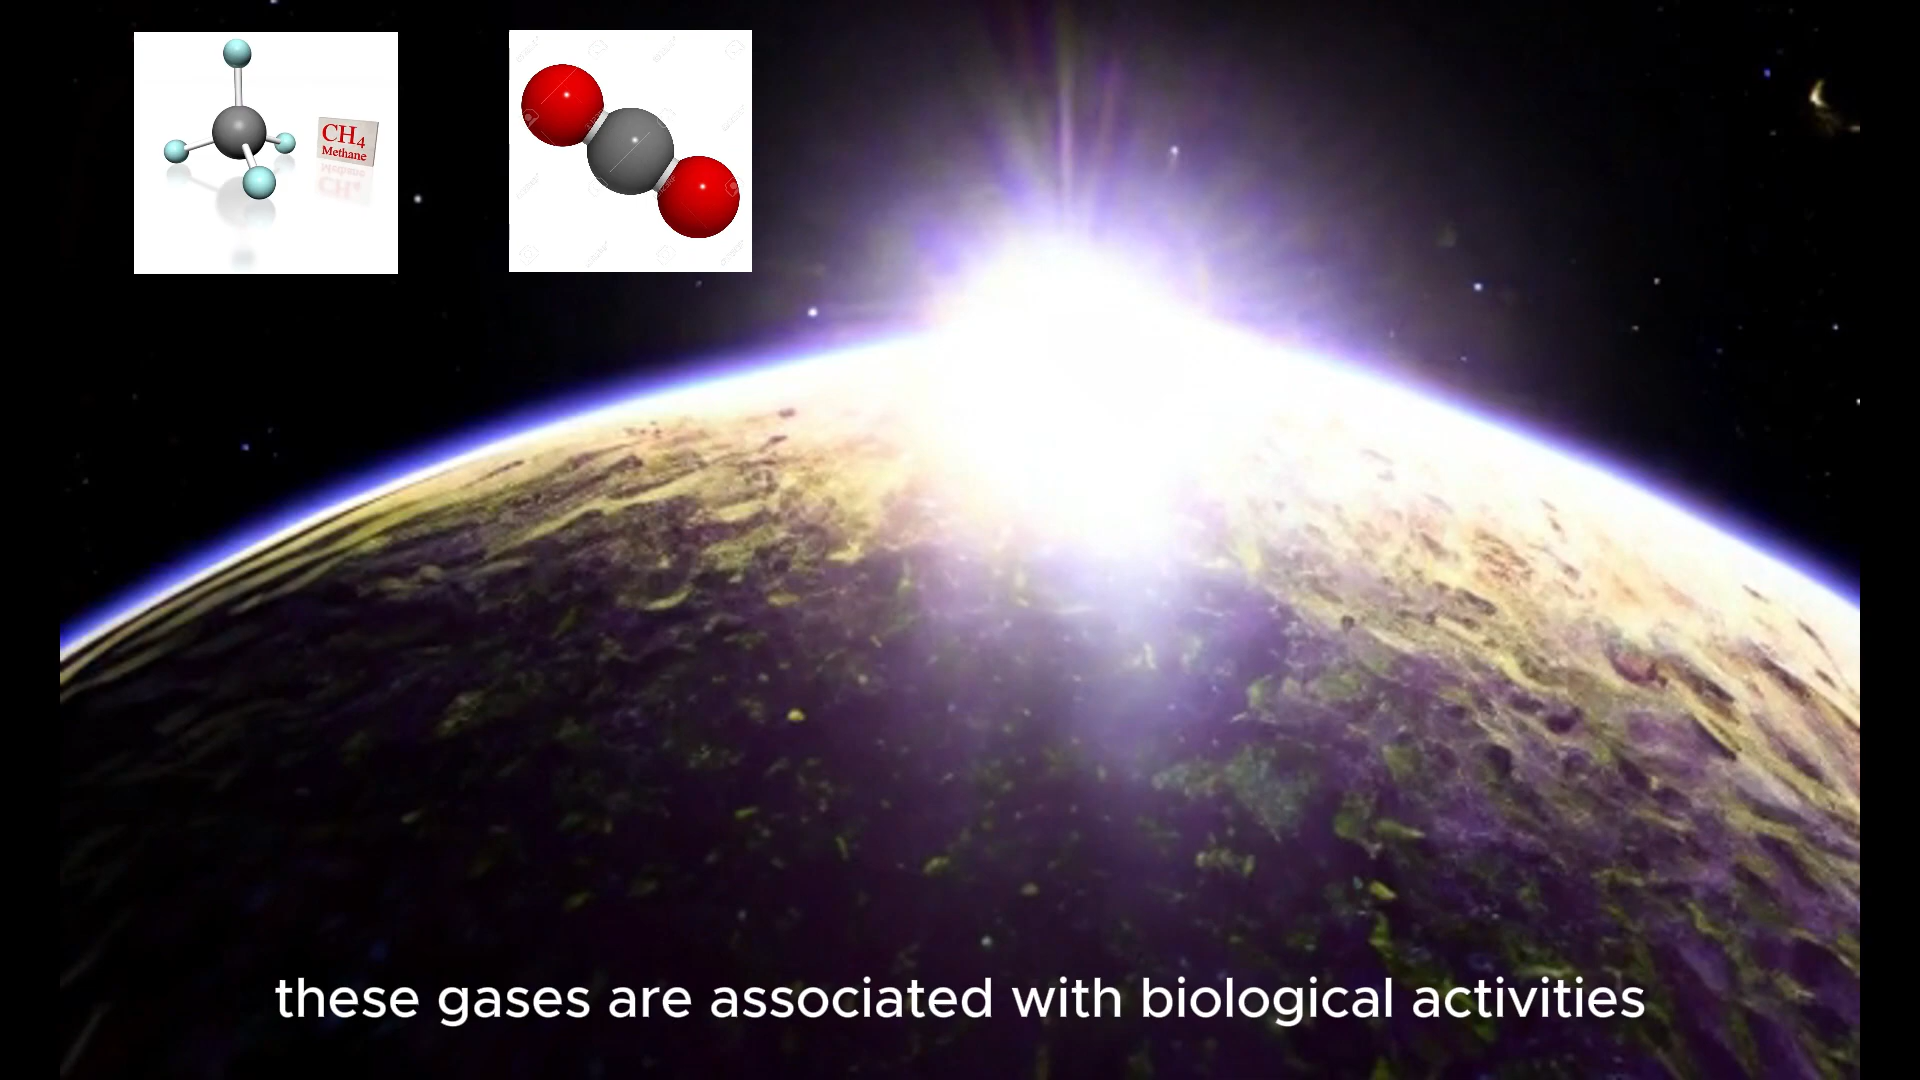 CH4
Methane
these gases are associated with biological activities